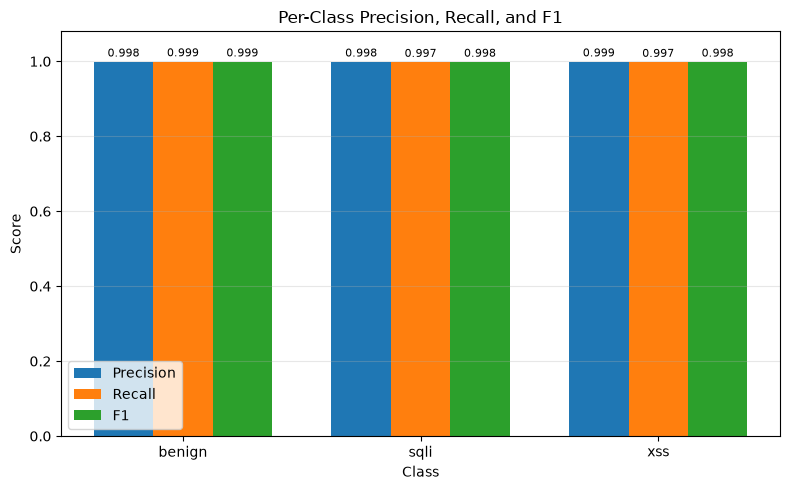 Per-Class Precision, Recall, and F1
0.998 0.999 0.999 0.998 0.997 0.998 0.999 0.997 0.998
1.0
0.8
0.6
0.4
0.2
0.0
Score
Precision
Recall
F1
benign sqli xss
Class